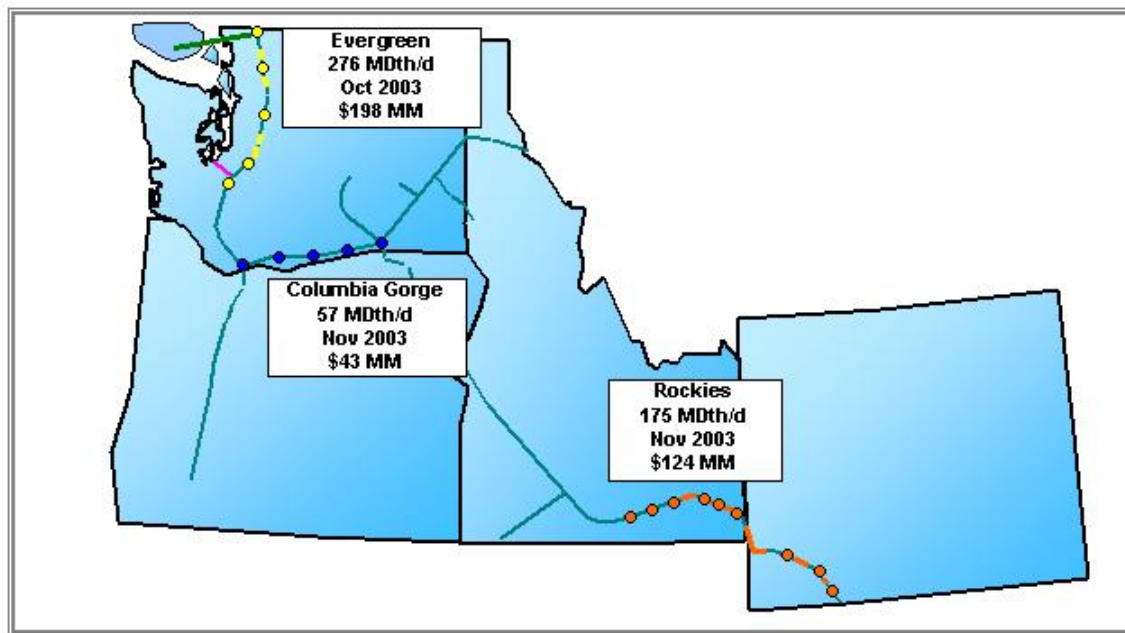 Evergreen
276 MDth/d
Oct 2003
$198 MM
Columbia Gorge
57 MDth/d
Nov 2003
$43 MM
Rockies
175 MDth/d
Nov 2003
$124 MM